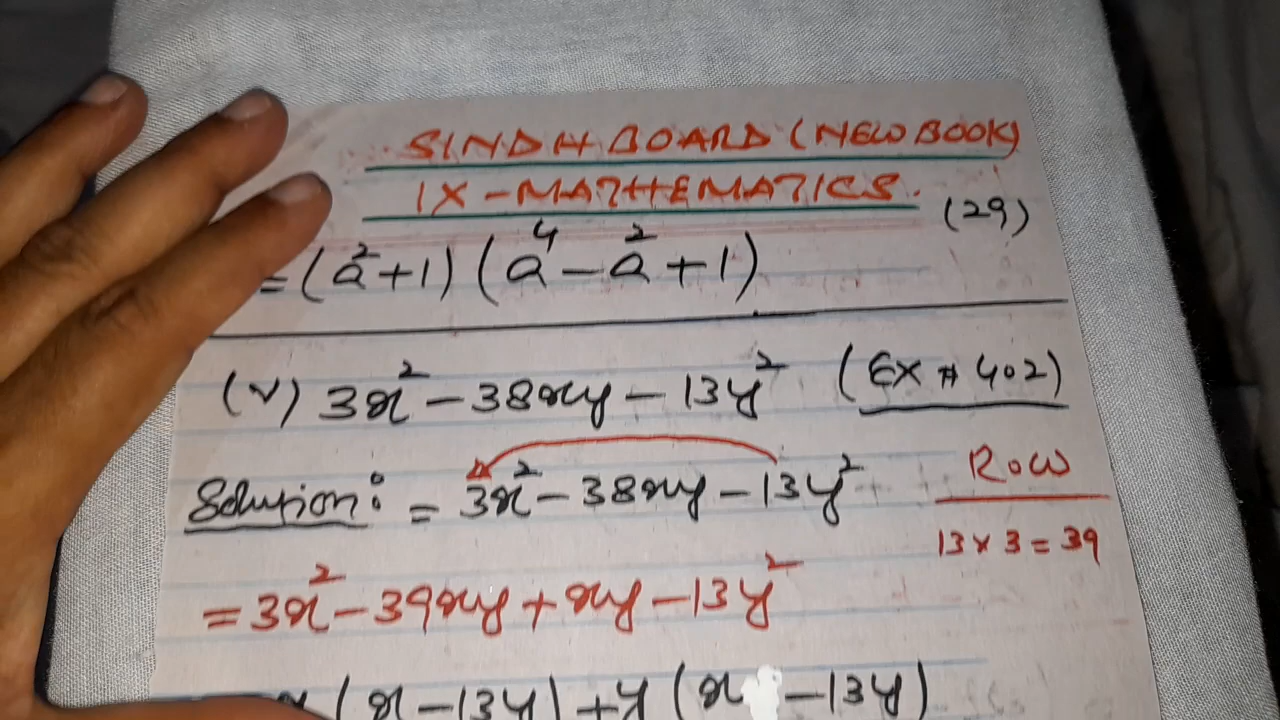 SINDH BOARD (NEW BOOK)
IX - MATHEMATICS.
(29)
= (a²+1) (a⁴ - a² + 1)
(V) 3x² - 38xy - 13y² (EX # 4.2)
Solution: = 3x² - 38xy - 13y²
ROW
13 x 3 = 39
= 3x² - 39xy + xy - 13y²
(x - 13y) + y (x - 13y)